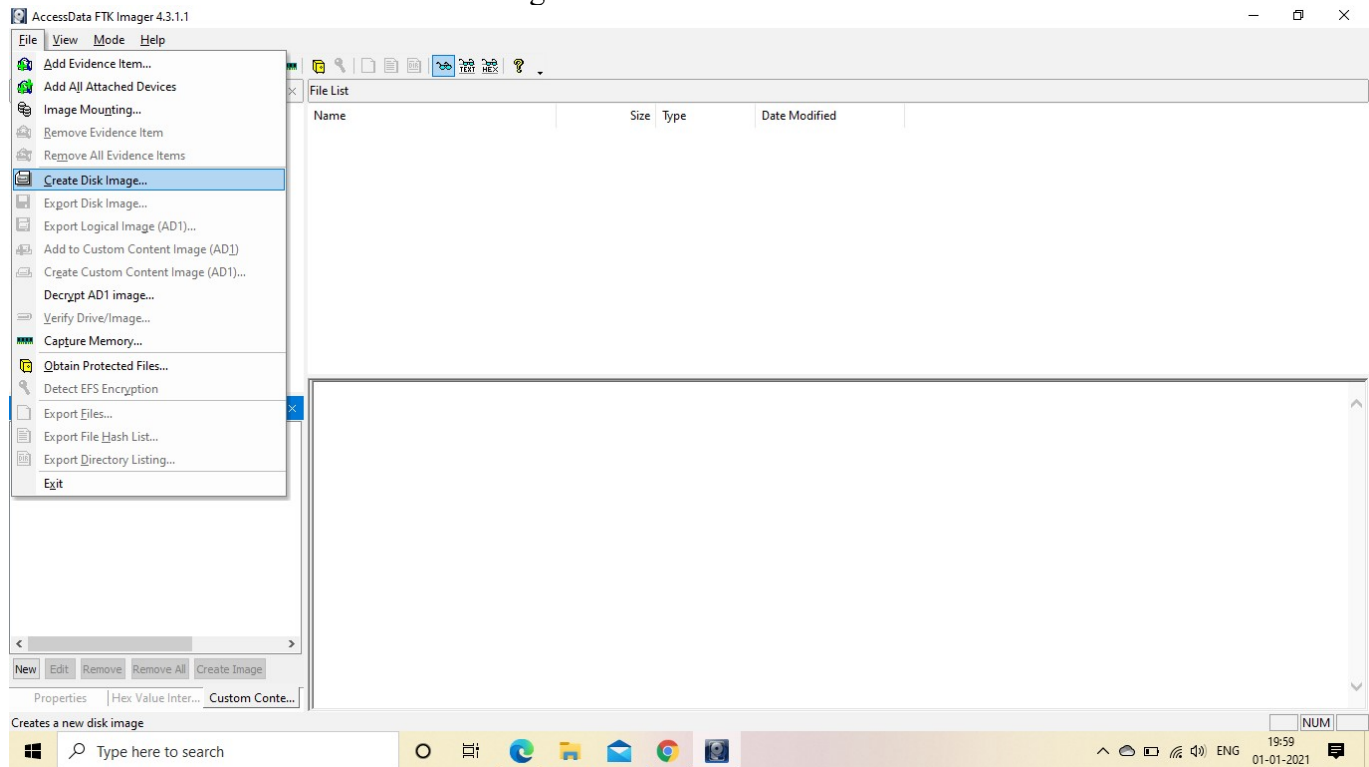 AccessData FTK Imager 4.3.1.1
File View Mode Help
Add Evidence Item...
Add All Attached Devices
Image Mounting...
Remove Evidence Item
Remove All Evidence Items
Create Disk Image...
Export Disk Image...
Export Logical Image (AD1)...
Add to Custom Content Image (AD1)
Create Custom Content Image (AD1)...
Decrypt AD1 image...
Verify Drive/Image...
Capture Memory...
Obtain Protected Files...
Detect EFS Encryption
Export Files...
Export File Hash List...
Export Directory Listing...
Exit
TEXT HEX
File List
Name Size Type Date Modified
New Edit Remove Remove All Create Image
Properties Hex Value Inter... Custom Conte...
Creates a new disk image NUM
Type here to search ENG 19:59
01-01-2021